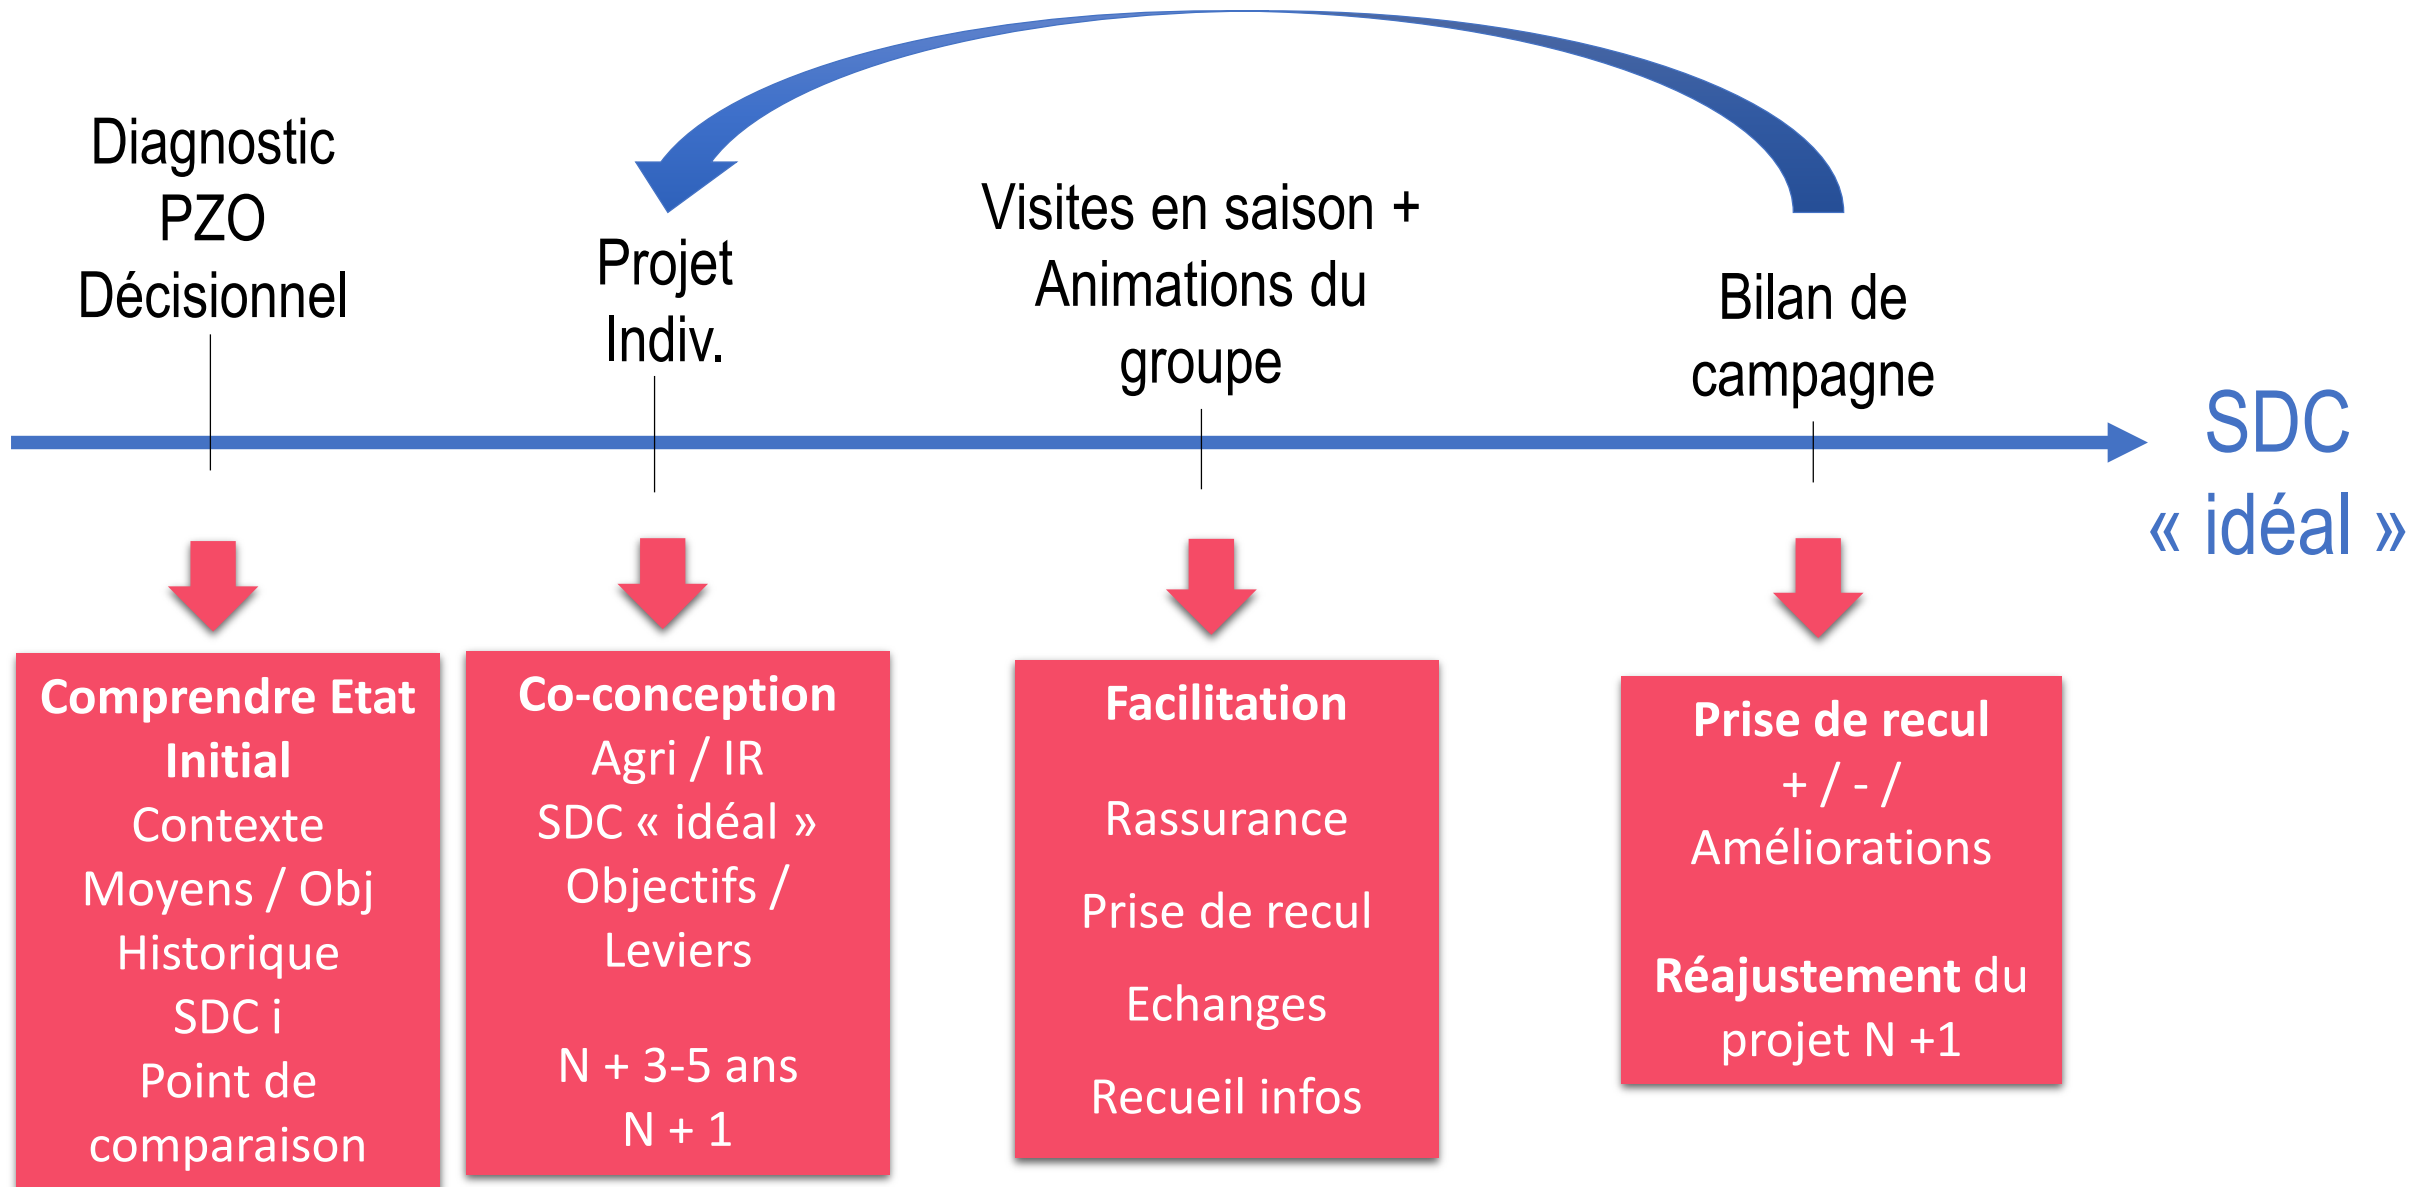 Diagnostic
PZO
Décisionnel
Projet
Indiv.
Visites en saison +
Animations du
groupe
Bilan de
campagne
SDC
« idéal »
Comprendre Etat
Initial
Contexte
Moyens / Obj
Historique
SDC i
Point de
comparaison
Co-conception
Agri / IR
SDC « idéal »
Objectifs /
Leviers
N + 3-5 ans
N + 1
Facilitation
Rassurance
Prise de recul
Echanges
Recueil infos
Prise de recul
+ / - /
Améliorations
Réajustement du
projet N +1